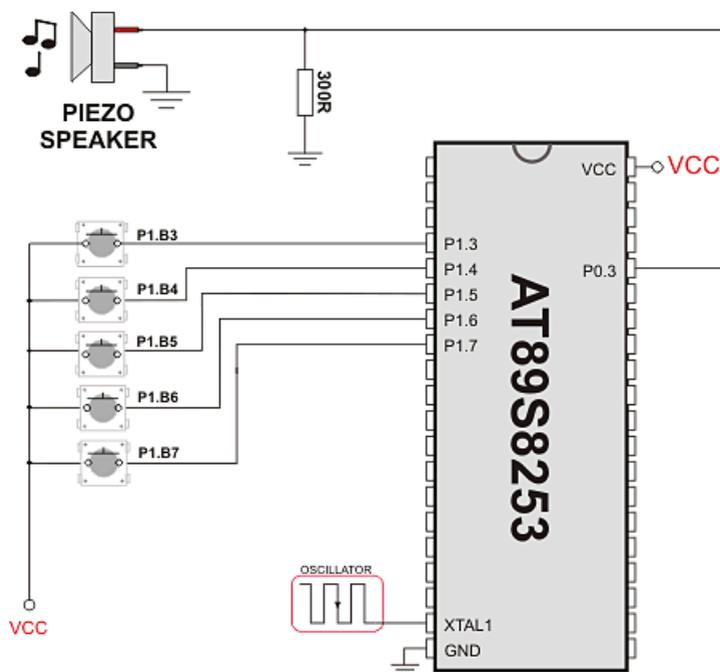 PIEZO
SPEAKER
300R
VCC
VCC
P1.B3
P1.3
P1.B4
P1.4
P0.3
P1.B5
P1.5
P1.B6
P1.6
P1.B7
P1.7
AT89S8253
OSCILLATOR
VCC
XTAL1
GND